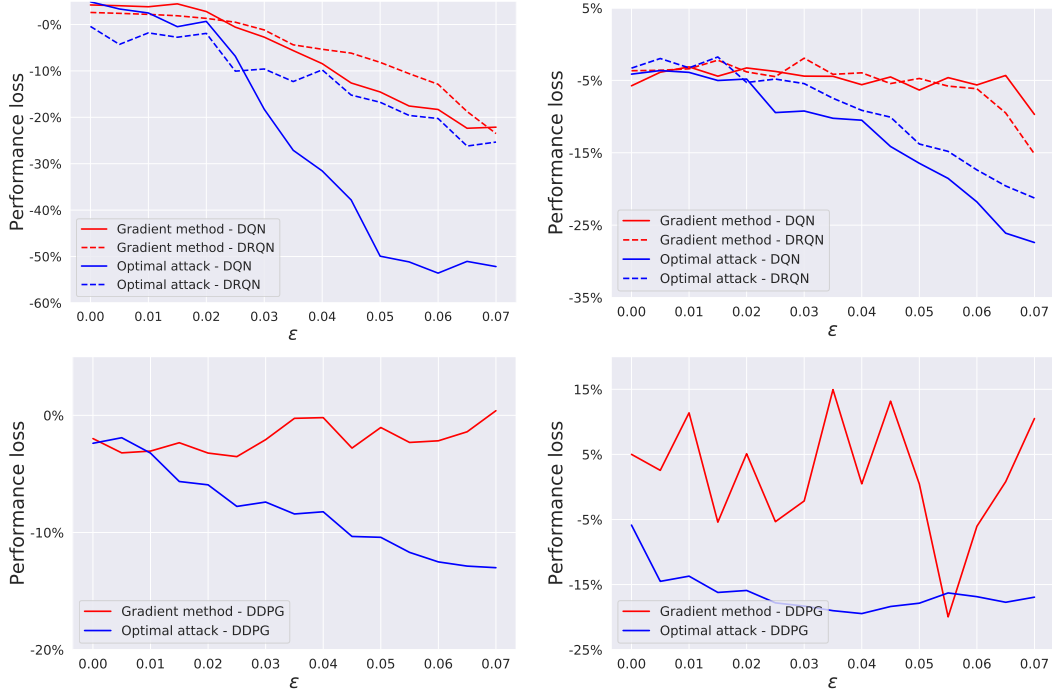 Performance loss
-0%
-10%
-20%
-30%
-40%
-50%
-60%
Gradient method - DQN
Gradient method - DRQN
Optimal attack - DQN
Optimal attack - DRQN
0.00 0.01 0.02 0.03 0.04 0.05 0.06 0.07
ε
Performance loss
5%
-5%
-15%
-25%
-35%
Gradient method - DQN
Gradient method - DRQN
Optimal attack - DQN
Optimal attack - DRQN
0.00 0.01 0.02 0.03 0.04 0.05 0.06 0.07
ε
Performance loss
0%
-10%
-20%
Gradient method - DDPG
Optimal attack - DDPG
0.00 0.01 0.02 0.03 0.04 0.05 0.06 0.07
ε
Performance loss
15%
5%
-5%
-15%
-25%
Gradient method - DDPG
Optimal attack - DDPG
0.00 0.01 0.02 0.03 0.04 0.05 0.06 0.07
ε